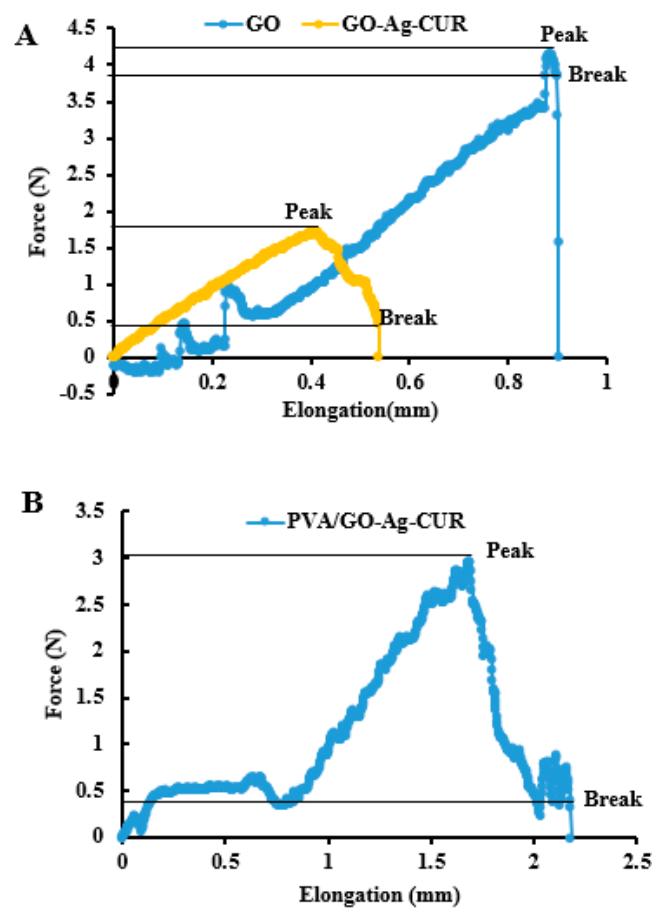 A
GO
GO-Ag-CUR
4.5
4
3.5
3
2.5
2
1.5
1
0.5
0
-0.5
Force (N)
Peak
Break
Peak
Break
0
0.2
0.4
0.6
0.8
1
Elongation(mm)
B
PVA/GO-Ag-CUR
3.5
3
2.5
2
1.5
1
0.5
0
Force (N)
Peak
Break
0
0.5
1
1.5
2
2.5
Elongation (mm)